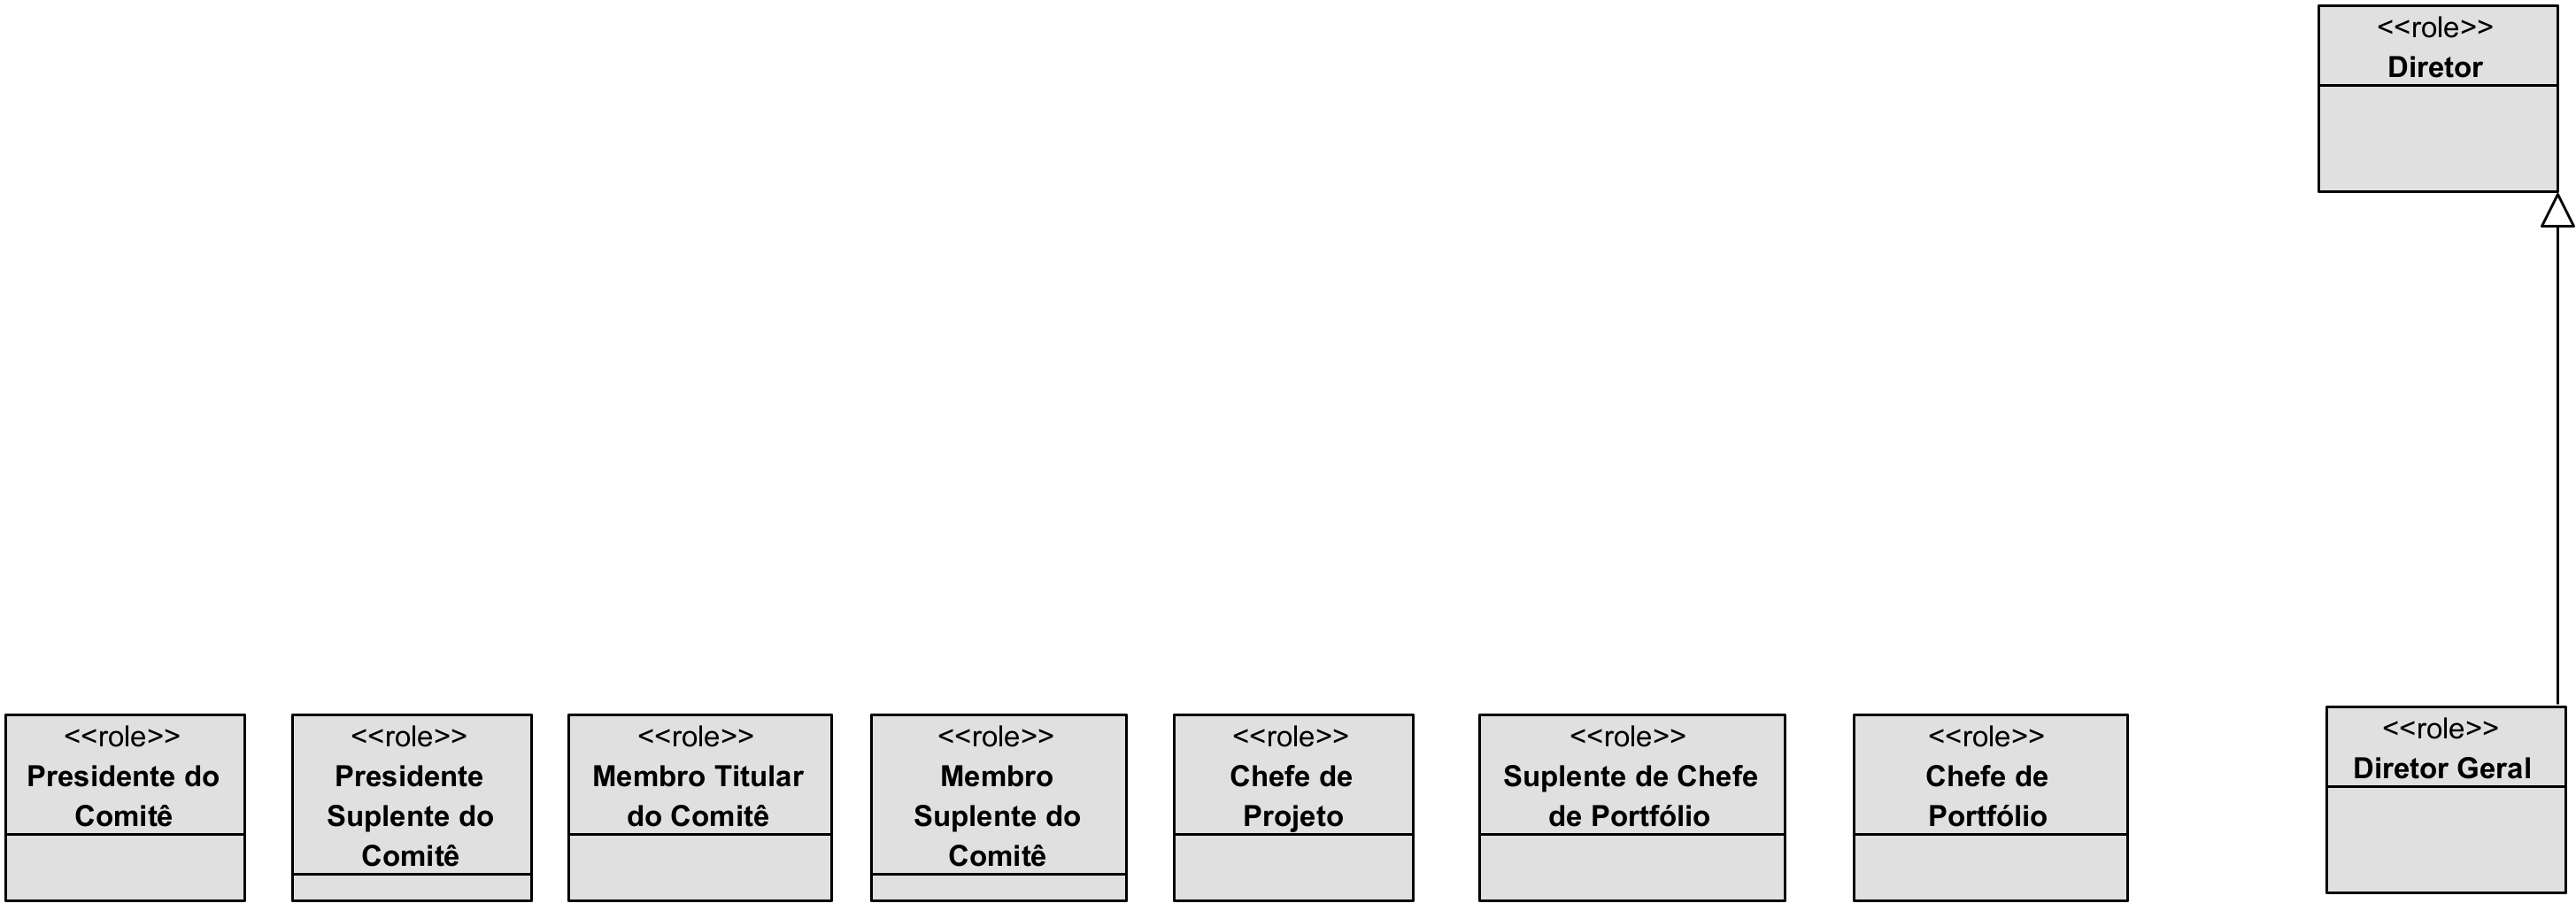 <<role>>
Diretor
<<role>>
Presidente do
Comitê
<<role>>
Presidente
Suplente do
Comitê
<<role>>
Membro Titular
do Comitê
<<role>>
Membro
Suplente do
Comitê
<<role>>
Chefe de
Projeto
<<role>>
Suplente de Chefe
de Portfólio
<<role>>
Chefe de
Portfólio
<<role>>
Diretor Geral